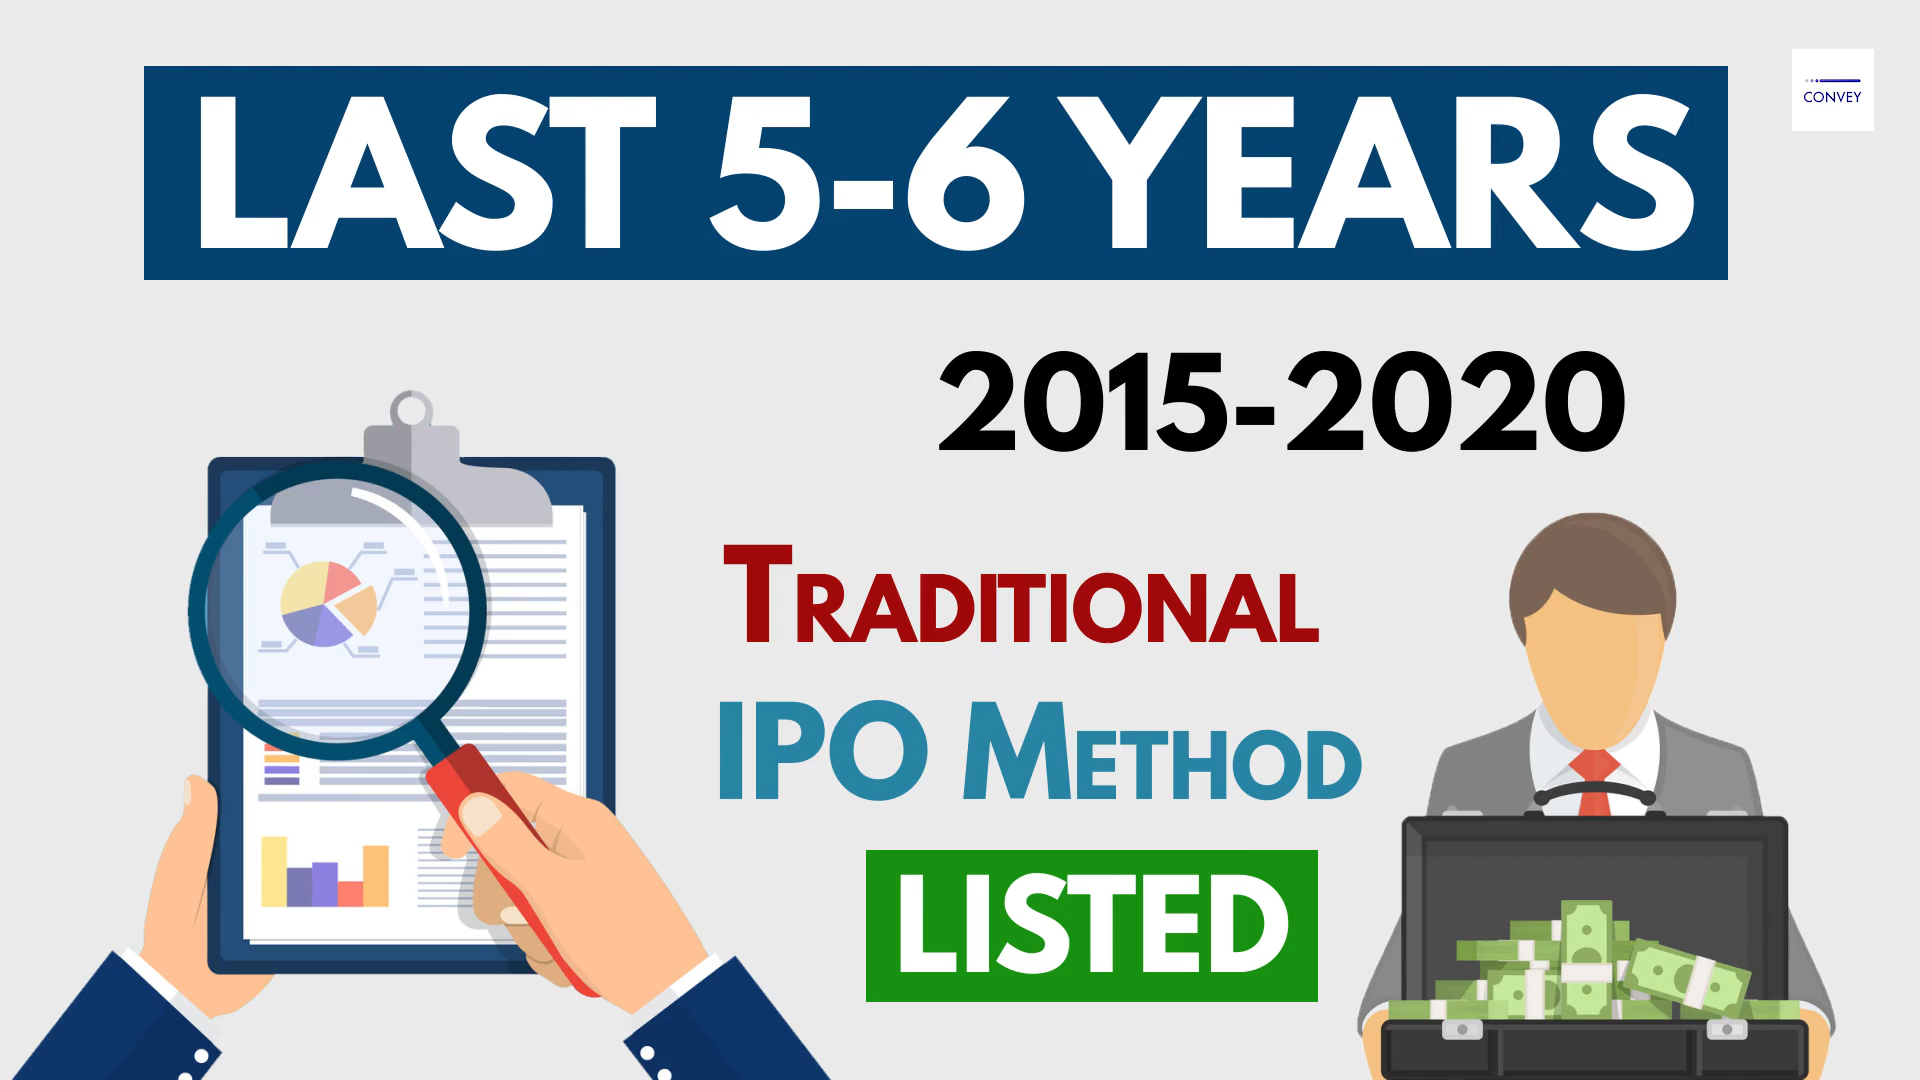 LAST 5-6 YEARS
CONVEY
2015-2020
TRADITIONAL
IPO METHOD
LISTED